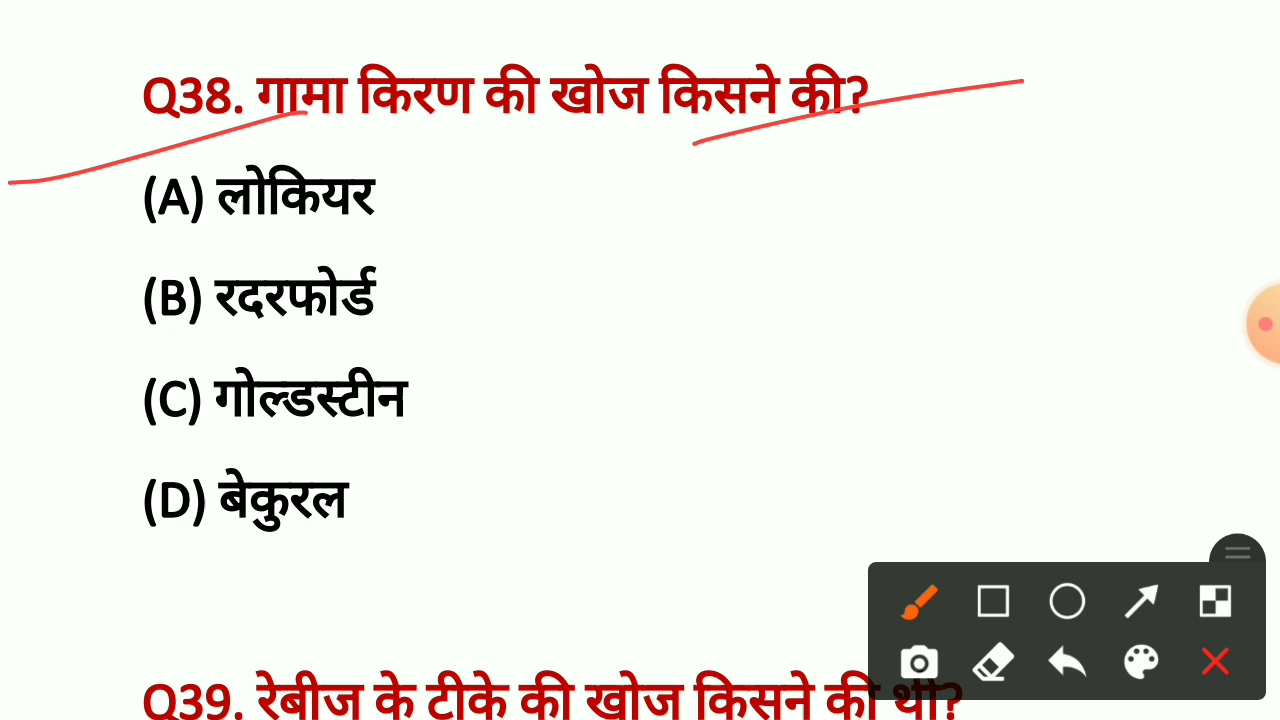 Q38. गामा किरण की खोज किसने की?
(A) लोकियर
(B) रदरफोर्ड
(C) गोल्डस्टीन
(D) बेकुरल
Q39. रेबीज के टीके की खोज किसने की थी?